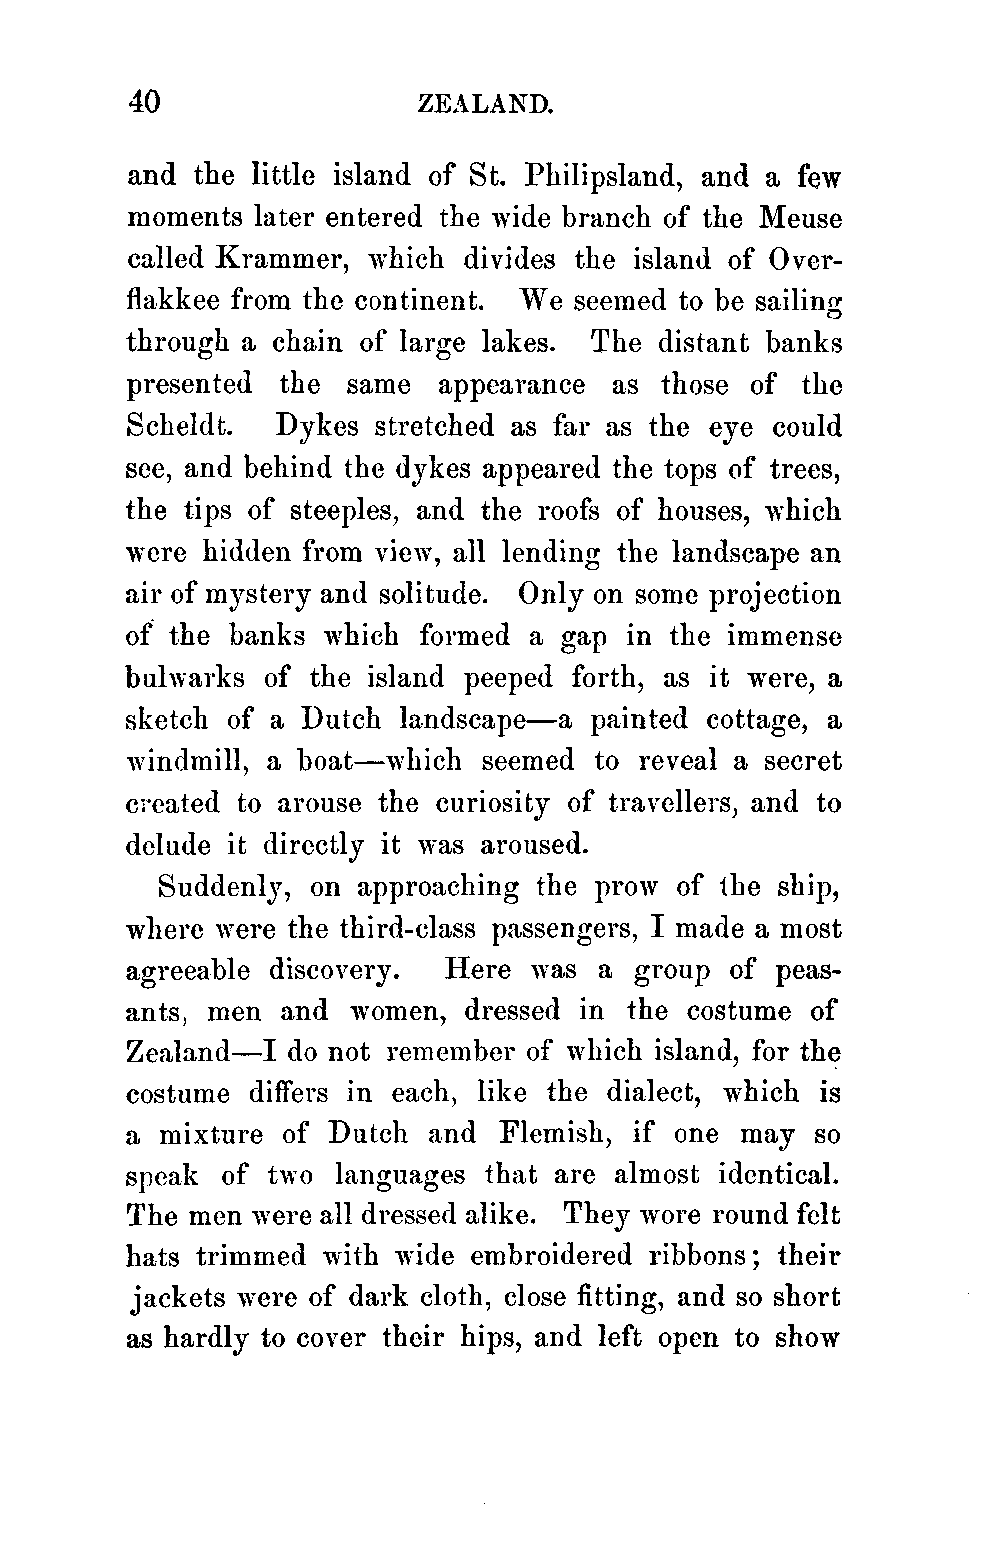 40 ZEALAND.
and the little island of St. Philipsland, and a few
moments later entered the wide branch of the Meuse
called Krammer, which divides the island of Over-
flakkee from the continent. We seemed to be sailing
through a chain of large lakes. The distant banks
presented the same appearance as those of the
Scheldt. Dykes stretched as far as the eye could
see, and behind the dykes appeared the tops of trees,
the tips of steeples, and the roofs of houses, which
were hidden from view, all lending the landscape an
air of mystery and solitude. Only on some projection
of the banks which formed a gap in the immense
bulwarks of the island peeped forth, as it were, a
sketch of a Dutch landscape—a painted cottage, a
windmill, a boat—which seemed to reveal a secret
created to arouse the curiosity of travellers, and to
delude it directly it was aroused.
Suddenly, on approaching the prow of the ship,
where were the third-class passengers, I made a most
agreeable discovery. Here was a group of peas-
ants, men and women, dressed in the costume of
Zealand—I do not remember of which island, for the
costume differs in each, like the dialect, which is
a mixture of Dutch and Flemish, if one may so
speak of two languages that are almost identical.
The men were all dressed alike. They wore round felt
hats trimmed with wide embroidered ribbons; their
jackets were of dark cloth, close fitting, and so short
as hardly to cover their hips, and left open to show